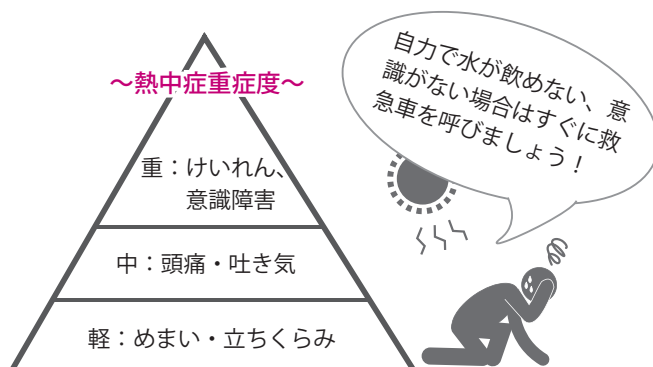 ～熱中症重症度～
重：けいれん、
意識障害
中：頭痛・吐き気
軽：めまい・立ちくらみ
自力で水が飲めない、意
識がない場合はすぐに救
急車を呼びましょう！